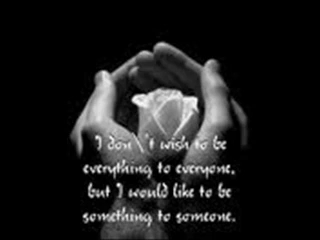 I don\'t wish to be
everything to everyone,
but I would like to be
something to someone.